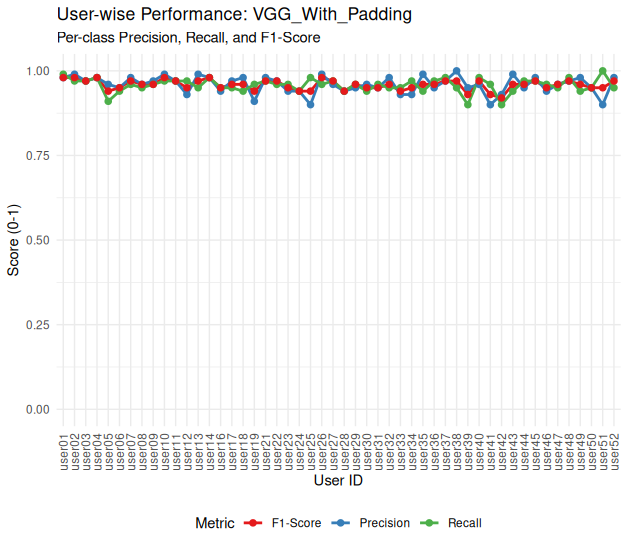 User-wise Performance: VGG_With_Padding
Per-class Precision, Recall, and F1-Score
Score (0-1)
1.00
0.75
0.50
0.25
0.00
user01
user02
user03
user04
user05
user06
user07
user08
user09
user10
user11
user12
user13
user14
user16
user17
user18
user19
user21
user22
user23
user24
user25
user26
user27
user28
user29
user30
user31
user32
user33
user34
user35
user36
user37
user38
user39
user40
user41
user42
user43
user44
user45
user46
user47
user48
user49
user50
user51
user52
User ID
Metric F1-Score Precision Recall